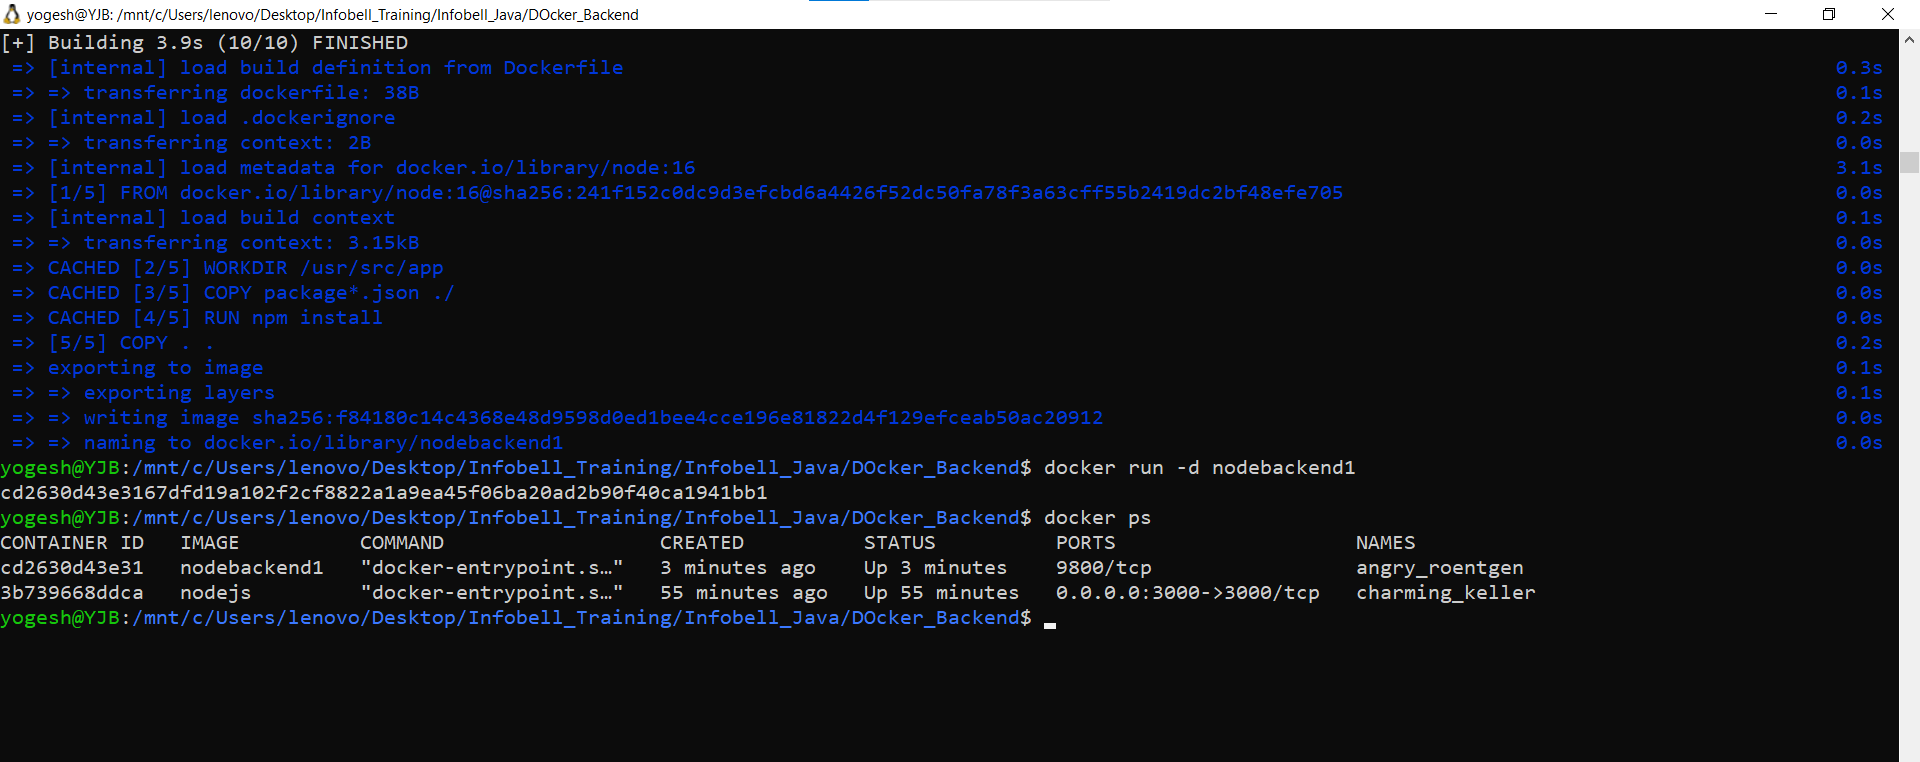 yogesh@YJB: /mnt/c/Users/lenovo/Desktop/Infobell_Training/Infobell_Java/DOcker_Backend
[+] Building 3.9s (10/10) FINISHED
=> [internal] load build definition from Dockerfile 0.3s
=> => transferring dockerfile: 38B 0.1s
=> [internal] load .dockerignore 0.2s
=> => transferring context: 2B 0.0s
=> [internal] load metadata for docker.io/library/node:16 3.1s
=> [1/5] FROM docker.io/library/node:16@sha256:241f152c0dc9d3efcbd6a4426f52dc50fa78f3a63cff55b2419dc2bf48efe705 0.0s
=> [internal] load build context 0.1s
=> => transferring context: 3.15kB 0.0s
=> CACHED [2/5] WORKDIR /usr/src/app 0.0s
=> CACHED [3/5] COPY package*.json ./ 0.0s
=> CACHED [4/5] RUN npm install 0.0s
=> [5/5] COPY . . 0.2s
=> exporting to image 0.1s
=> => exporting layers 0.1s
=> => writing image sha256:f84180c14c4368e48d9598d0ed1bee4cce196e81822d4f129efceab50ac20912 0.0s
=> => naming to docker.io/library/nodebackend1 0.0s
yogesh@YJB:/mnt/c/Users/lenovo/Desktop/Infobell_Training/Infobell_Java/DOcker_Backend$ docker run -d nodebackend1
cd2630d43e3167dfd19a102f2cf8822a1a9ea45f06ba20ad2b90f40ca1941bb1
yogesh@YJB:/mnt/c/Users/lenovo/Desktop/Infobell_Training/Infobell_Java/DOcker_Backend$ docker ps
CONTAINER ID IMAGE COMMAND CREATED STATUS PORTS NAMES
cd2630d43e31 nodebackend1 "docker-entrypoint.s…" 3 minutes ago Up 3 minutes 9800/tcp angry_roentgen
3b739668ddca nodejs "docker-entrypoint.s…" 55 minutes ago Up 55 minutes 0.0.0.0:3000->3000/tcp charming_keller
yogesh@YJB:/mnt/c/Users/lenovo/Desktop/Infobell_Training/Infobell_Java/DOcker_Backend$